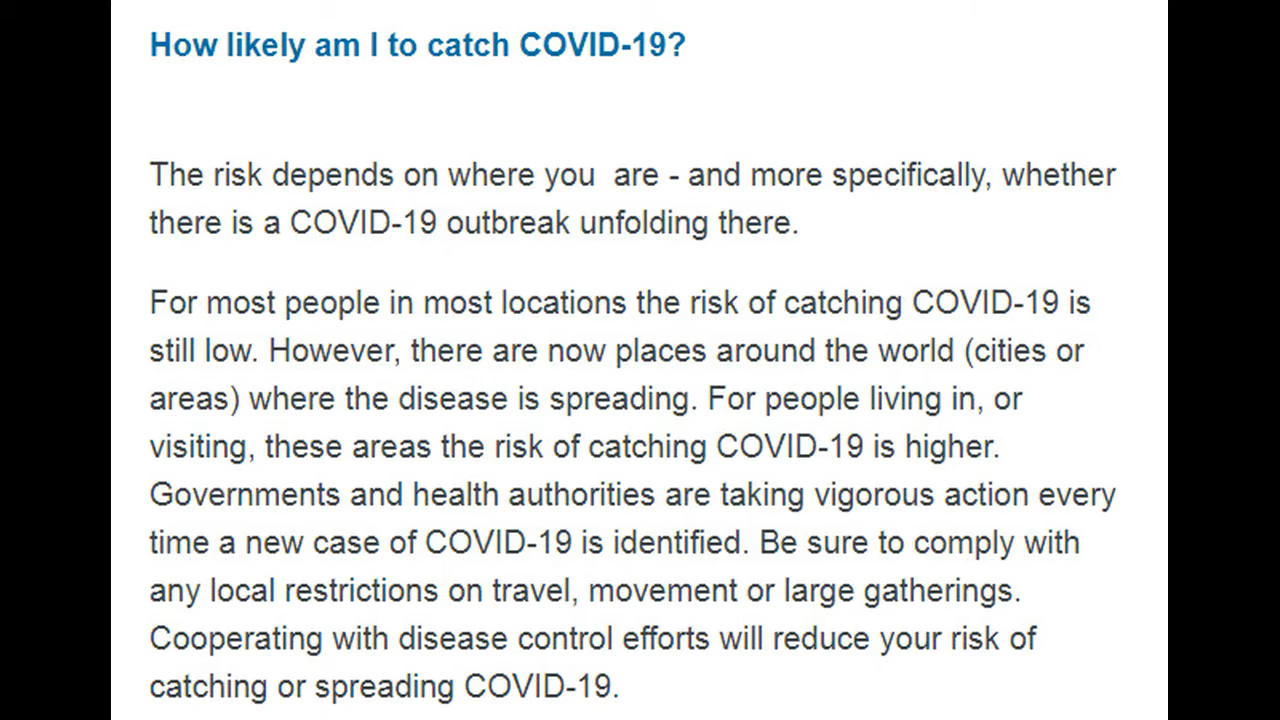 How likely am I to catch COVID-19?
The risk depends on where you  are - and more specifically, whether
there is a COVID-19 outbreak unfolding there.
For most people in most locations the risk of catching COVID-19 is
still low. However, there are now places around the world (cities or
areas) where the disease is spreading. For people living in, or
visiting, these areas the risk of catching COVID-19 is higher.
Governments and health authorities are taking vigorous action every
time a new case of COVID-19 is identified. Be sure to comply with
any local restrictions on travel, movement or large gatherings.
Cooperating with disease control efforts will reduce your risk of
catching or spreading COVID-19.